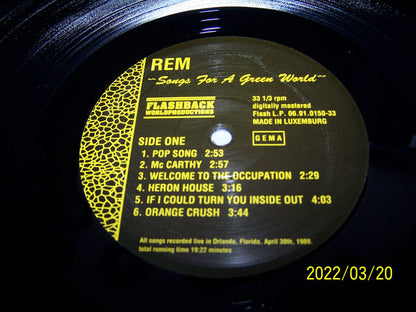 REM
~Songs For A Green World~
FLASHBACK
WORLDPRODUCTIONS
33 1/3 rpm
digitally mastered
Flash L.P. 06.91.0150-33
MADE IN LUXEMBURG
GEMA
SIDE ONE
1. POP SONG 2:53
2. Mc CARTHY 2:57
3. WELCOME TO THE OCCUPATION 2:29
4. HERON HOUSE 3:16
5. IF I COULD TURN YOU INSIDE OUT 4:03
6. ORANGE CRUSH 3:44
All songs recorded live in Orlando, Florida, April 30th, 1989.
total running time 19:22 minutes
2022/03/20